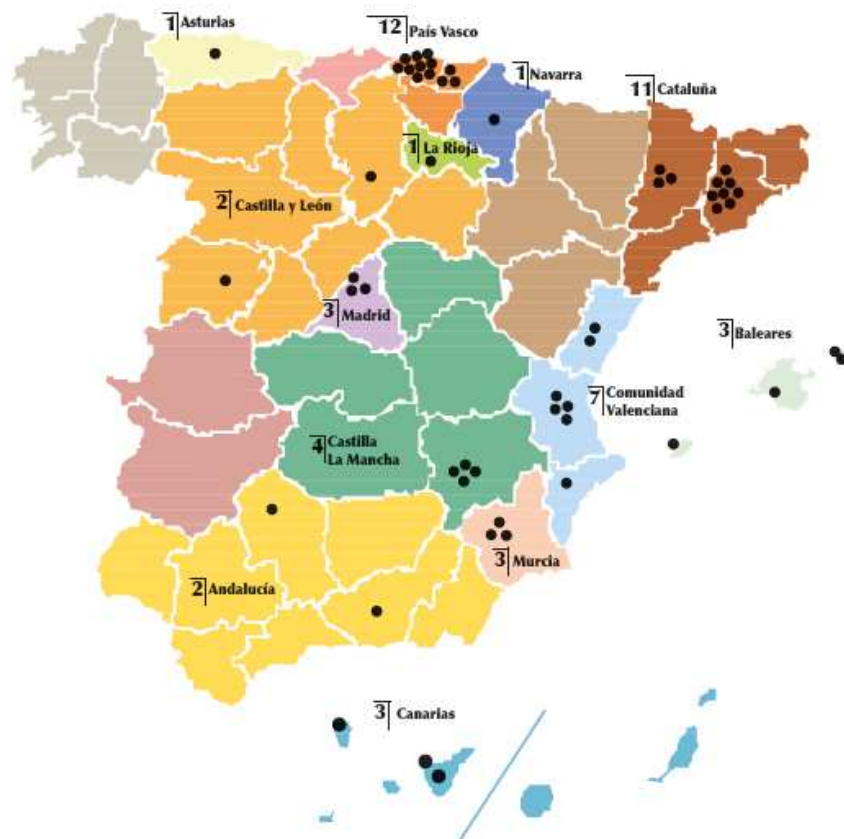 1 Asturias
12 País Vasco
1 Navarra
11 Cataluña
1 La Rioja
2 Castilla y León
3 Madrid
3 Baleares
7 Comunidad
Valenciana
4 Castilla
La Mancha
3 Murcia
2 Andalucía
3 Canarias